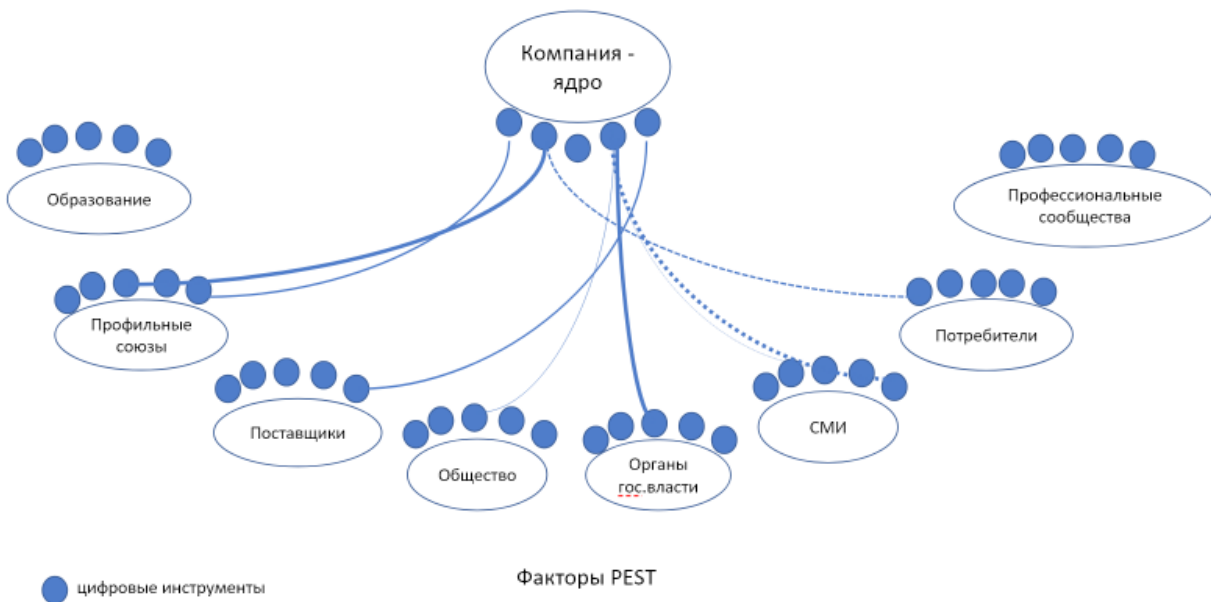 Компания -
ядро
Образование
Профессиональные
сообщества
Профильные
союзы
Потребители
Поставщики
СМИ
Общество
Органы
гос.власти
Факторы PEST
цифровые инструменты